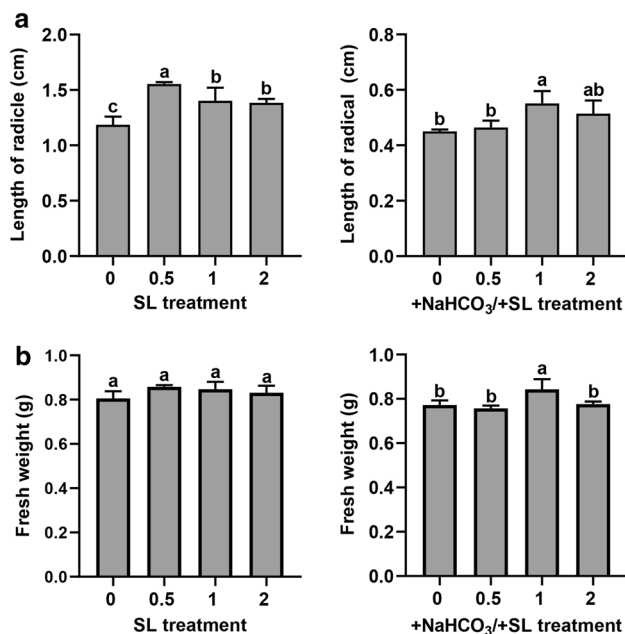 a
Length of radicle (cm)
2.0
1.5
1.0
1.5
0.0
c
a
b
b
0
0.5
1
2
SL treatment
Length of radical (cm)
0.8
0.6
0.4
0.2
0.0
b
b
a
ab
0
0.5
1
2
+NaHCO₃/+SL treatment
b
Fresh weight (g)
1.0
0.8
0.6
0.4
0.2
0.0
a
a
a
a
0
0.5
1
2
SL treatment
Fresh weight (g)
1.0
0.8
0.6
0.4
0.2
0.0
b
b
a
b
0
0.5
1
2
+NaHCO₃/+SL treatment